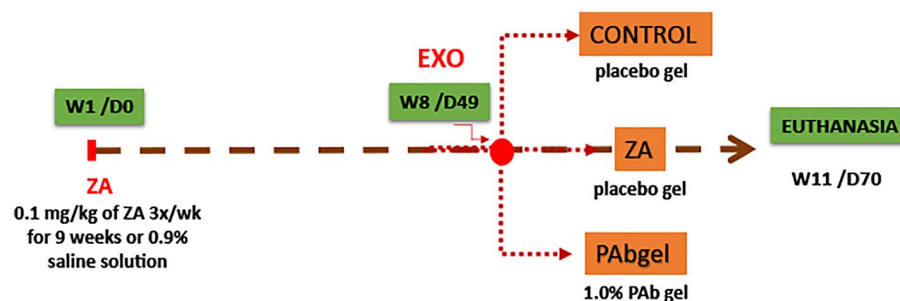 CONTROL
placebo gel
EXO
W1 /D0
W8 /D49
EUTHANASIA
ZA
placebo gel
W11 /D70
ZA
0.1 mg/kg of ZA 3x/wk
for 9 weeks or 0.9%
saline solution
PAbgel
1.0% PAb gel